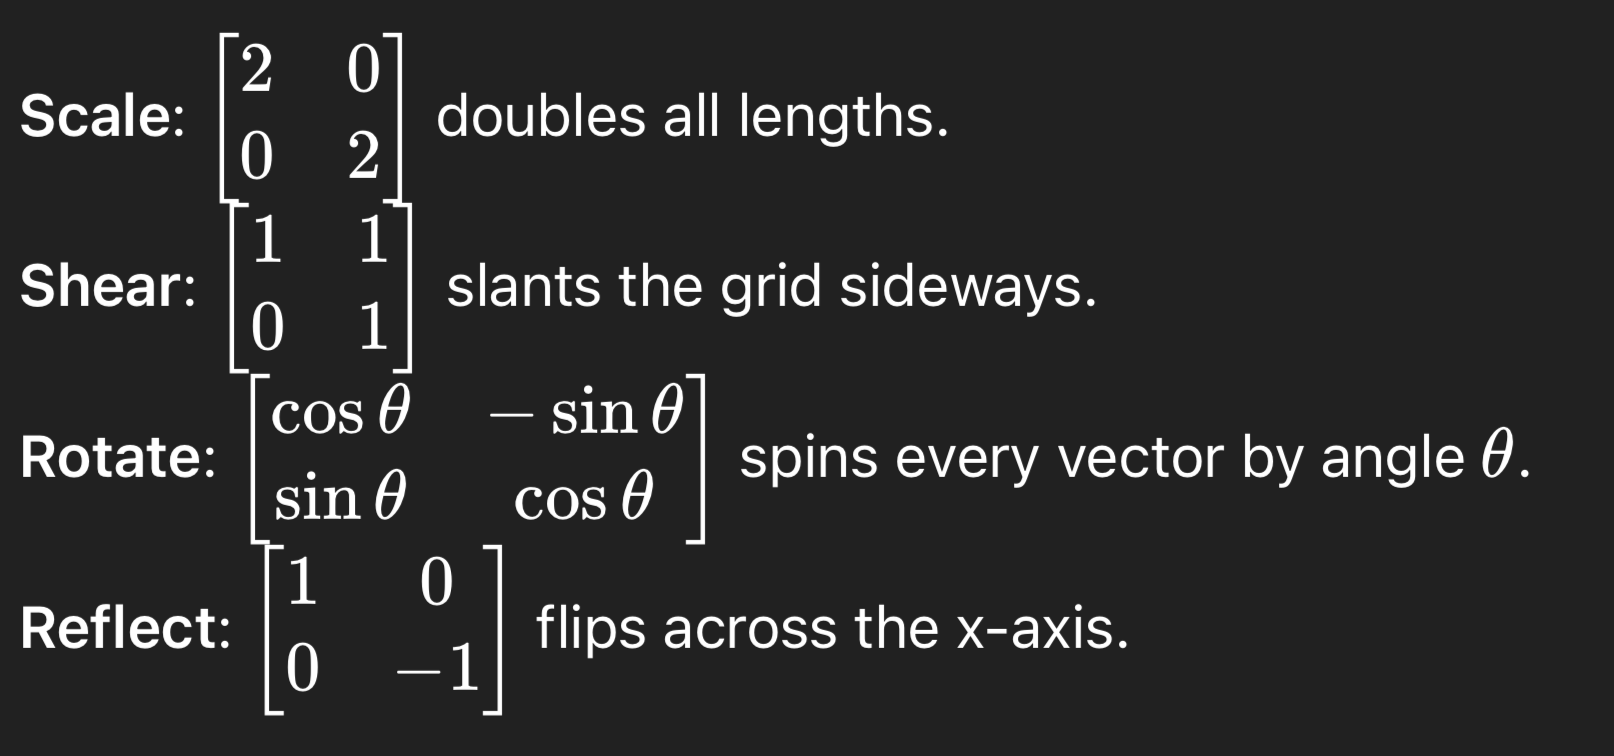 Scale: [2 0; 0 2] doubles all lengths.
Shear: [1 1; 0 1] slants the grid sideways.
Rotate: [cos θ − sin θ; sin θ cos θ] spins every vector by angle θ.
Reflect: [1 0; 0 −1] flips across the x-axis.